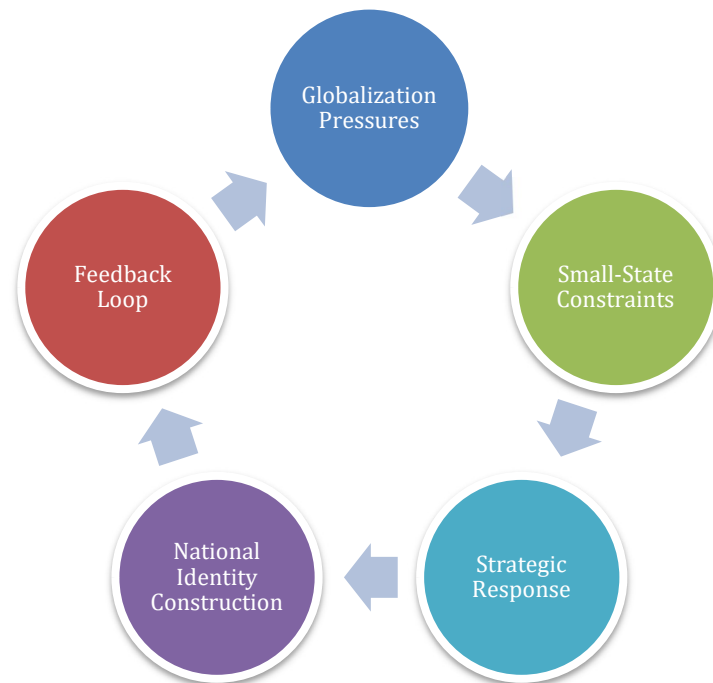 Globalization
Pressures
Small-State
Constraints
Strategic
Response
National
Identity
Construction
Feedback
Loop